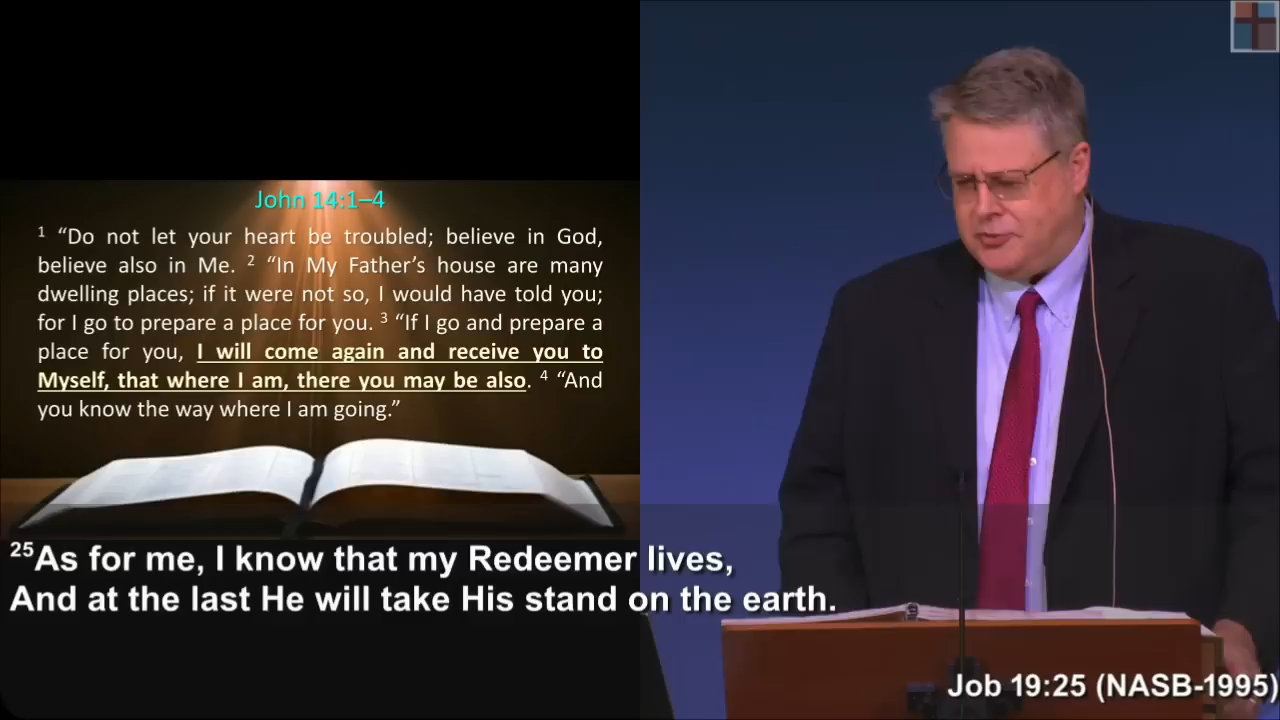 John 14:1–4
1 “Do not let your heart be troubled; believe in God,
believe also in Me. 2 “In My Father’s house are many
dwelling places; if it were not so, I would have told you;
for I go to prepare a place for you. 3 “If I go and prepare a
place for you, I will come again and receive you to
Myself, that where I am, there you may be also. 4 “And
you know the way where I am going.”
25As for me, I know that my Redeemer lives,
And at the last He will take His stand on the earth.
Job 19:25 (NASB-1995)